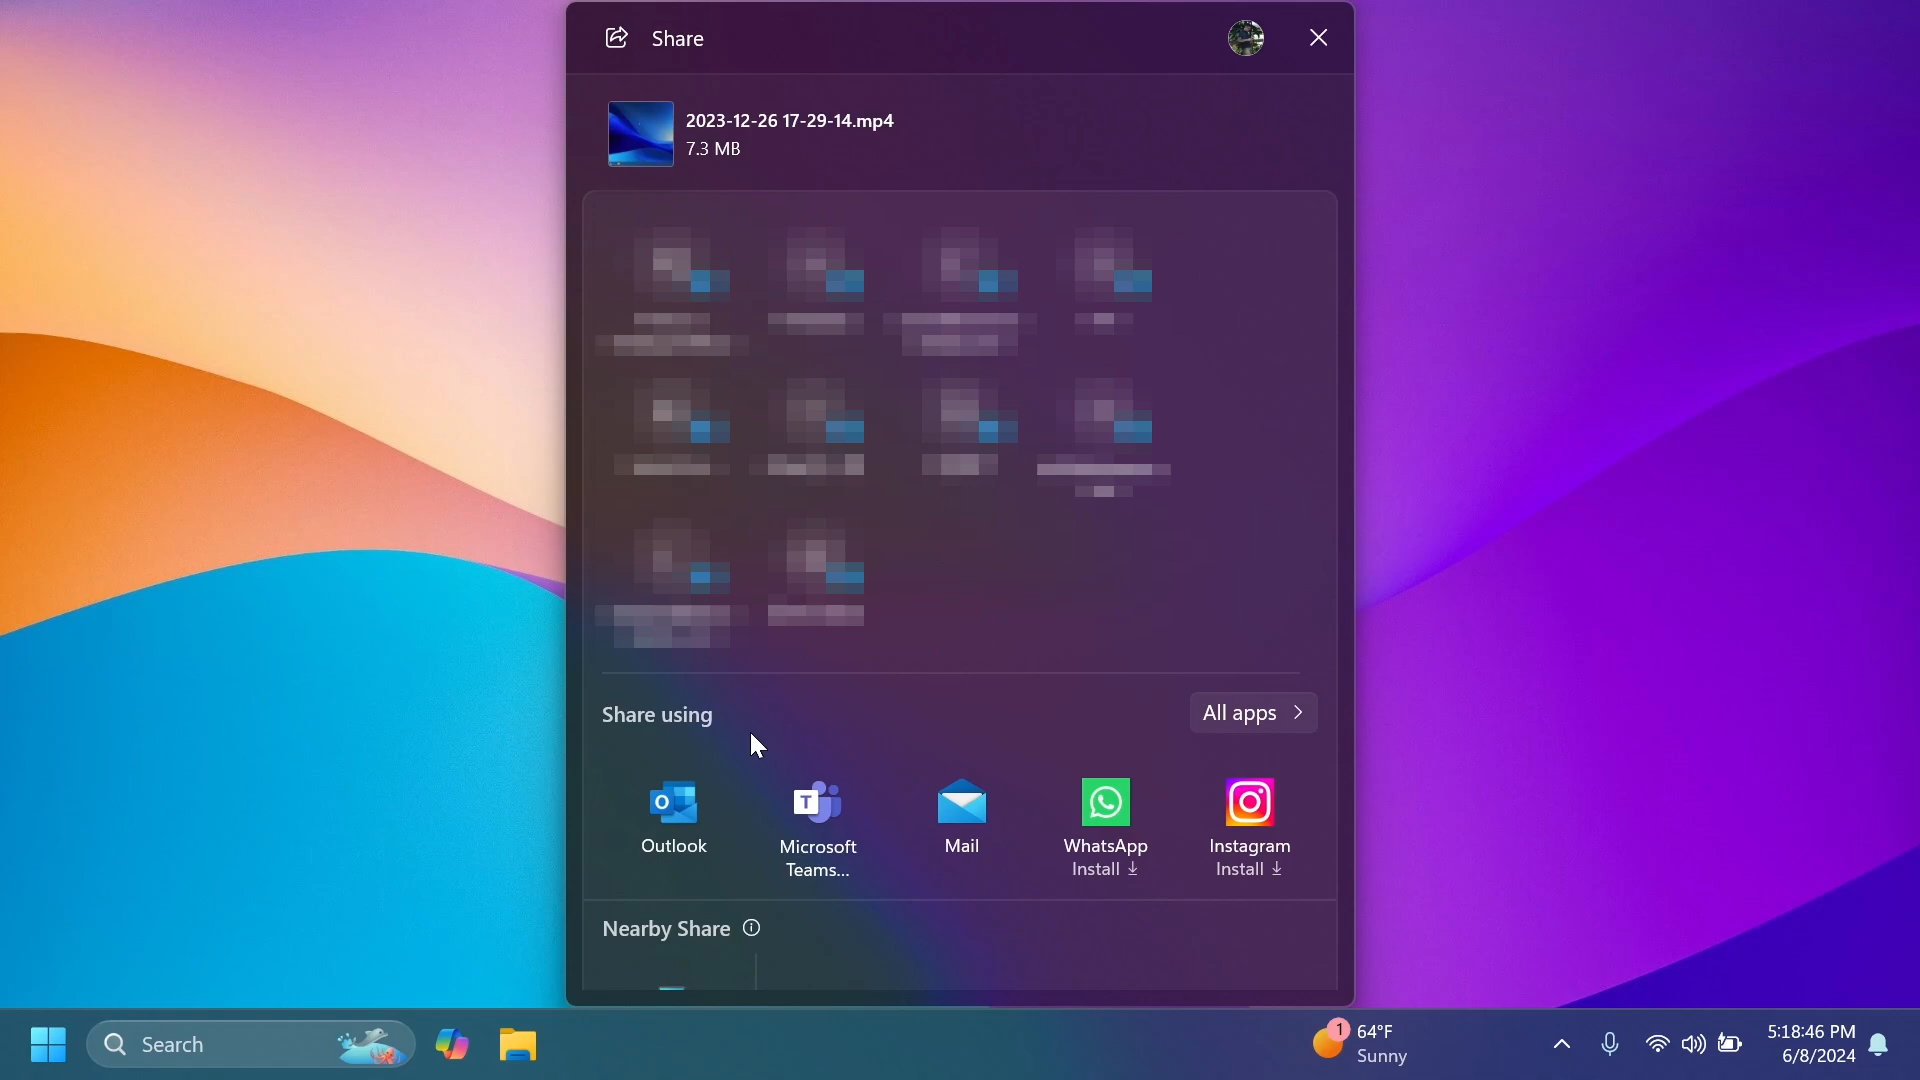 Share
2023-12-26 17-29-14.mp4
7.3 MB
Share using
All apps
Outlook
Microsoft
Teams...
Mail
WhatsApp
Install
Instagram
Install
Nearby Share
Search
1
64°F
Sunny
5:18:46 PM
6/8/2024